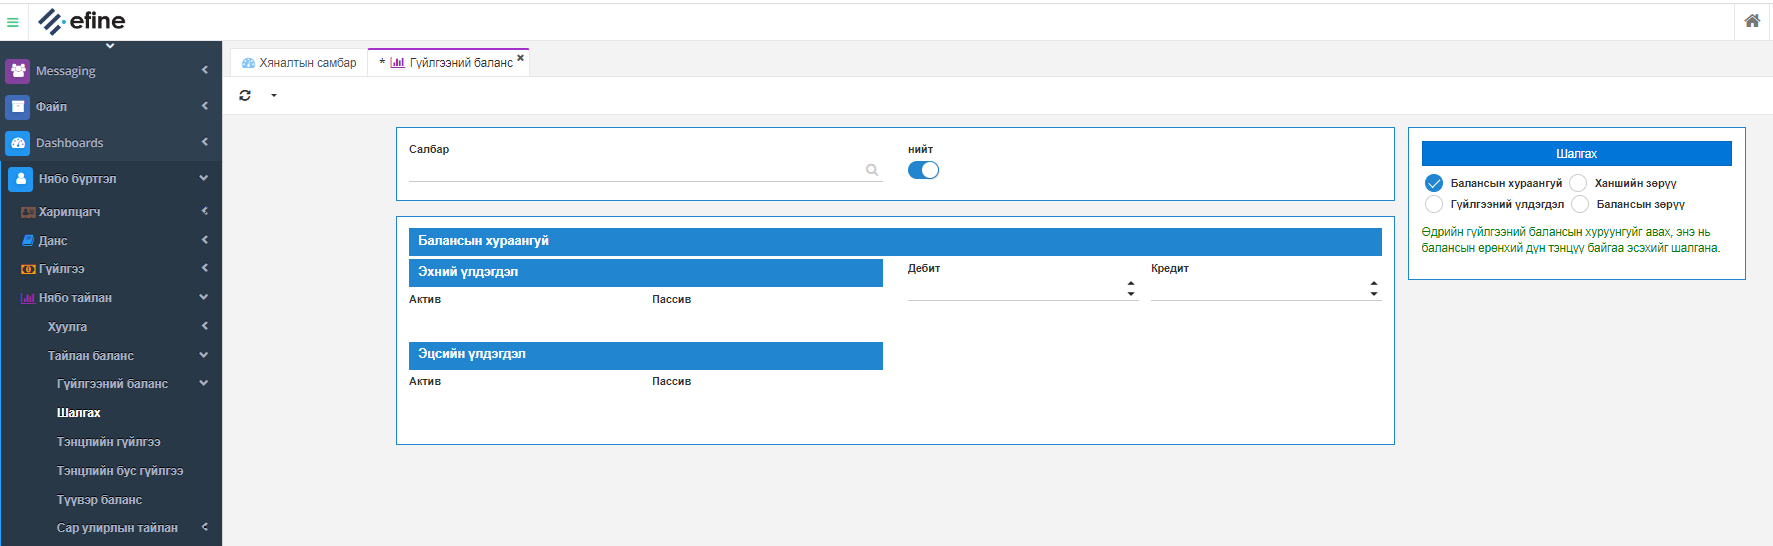 efine
Messaging
Файл
Dashboards
Нябо бүртгэл
Харилцагч
Данс
Гүйлгээ
Нябо тайлан
Хуулга
Тайлан баланс
Гүйлгээний баланс
Шалгах
Тэнцлийн гүйлгээ
Тэнцлийн бус гүйлгээ
Түүвэр баланс
Сар улирлын тайлан
Хяналтын самбар
* Гүйлгээний баланс
Салбар
нийт
Балансын хураангуй
Эхний үлдэгдэл
Дебит
Кредит
Актив
Пассив
Эцсийн үлдэгдэл
Актив
Пассив
Шалгах
Балансын хураангуй
Ханшийн зөрүү
Гүйлгээний үлдэгдэл
Балансын зөрүү
Өдрийн гүйлгээний балансын хуруунгуйг авах, энэ нь
балансын ерөнхий дүн тэнцүү байгаа эсэхийг шалгана.